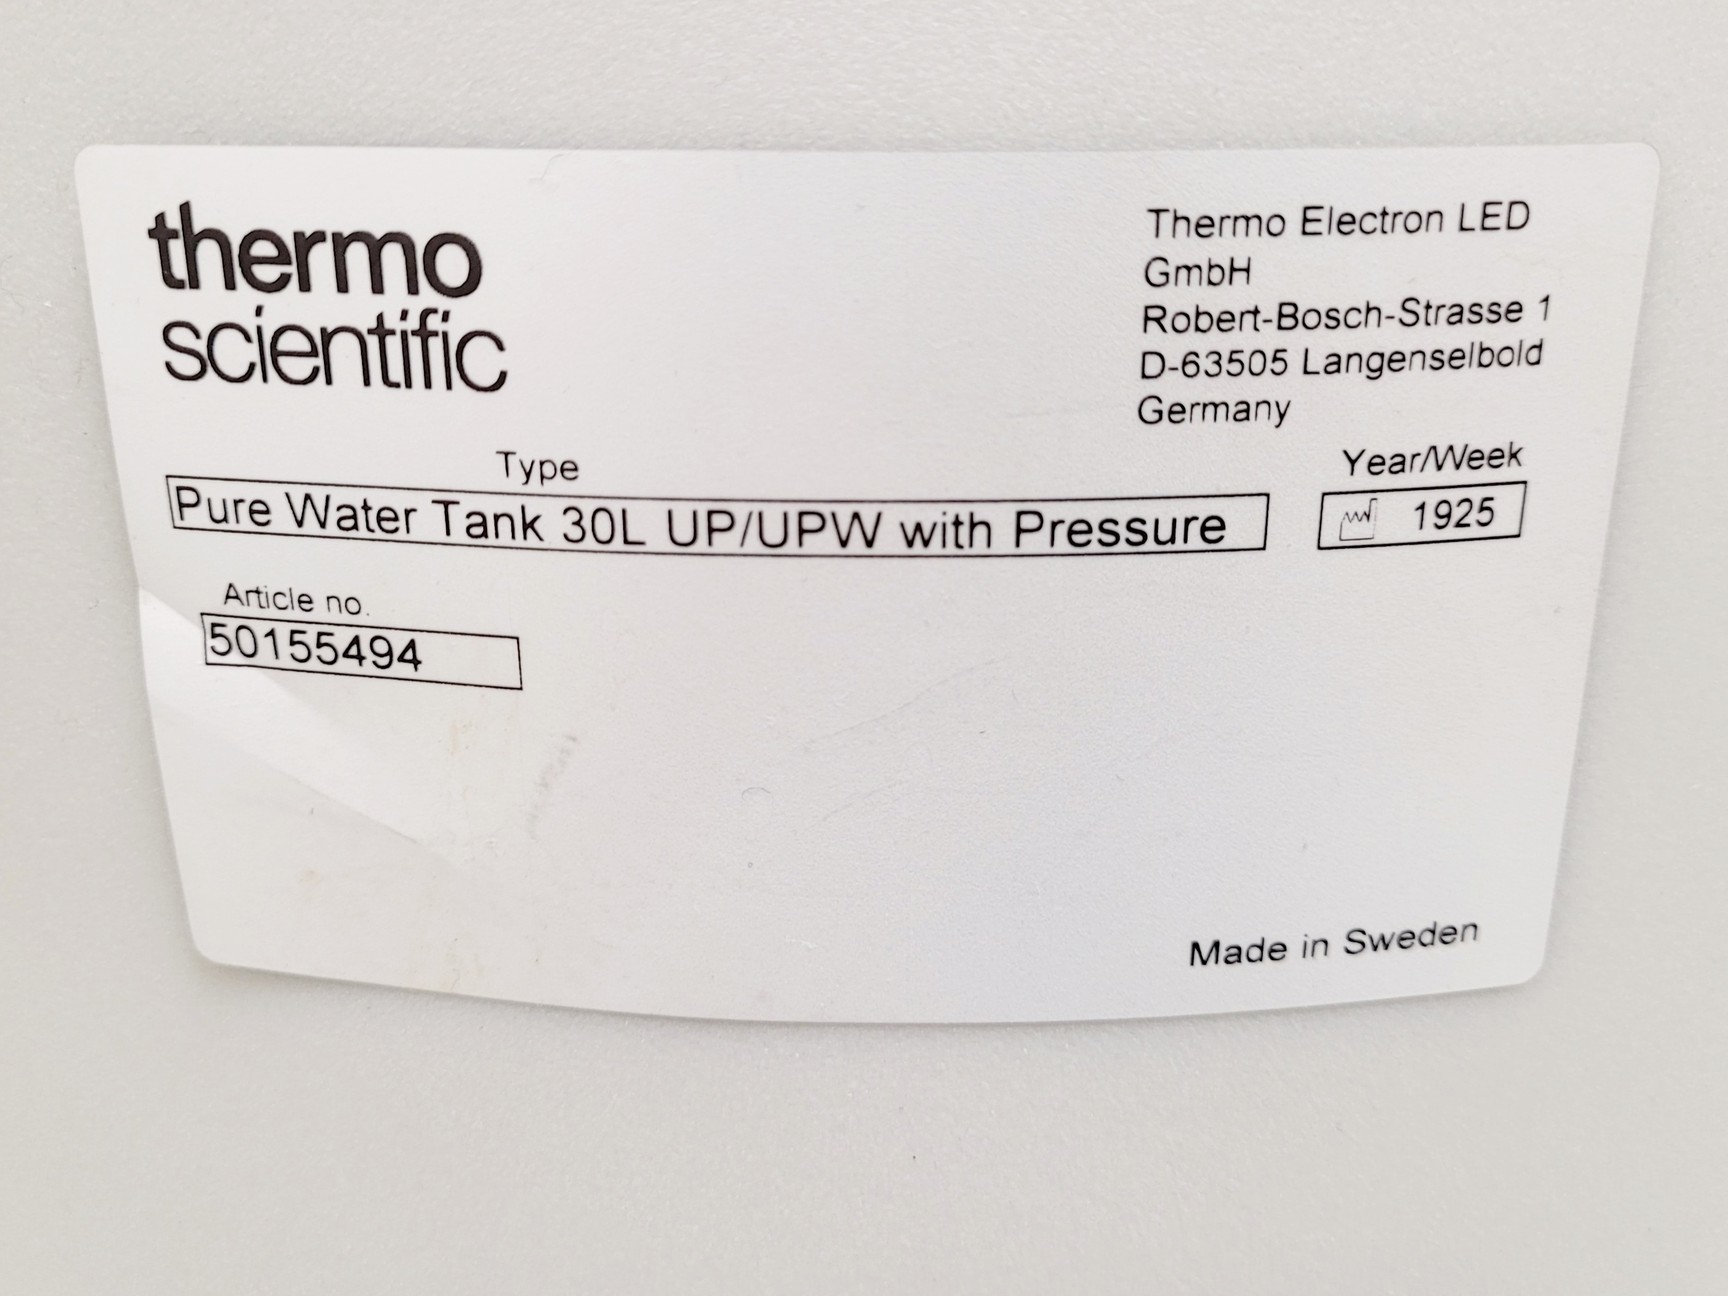 thermo
scientific
Thermo Electron LED
GmbH
Robert-Bosch-Strasse 1
D-63505 Langenselbold
Germany
Type
Pure Water Tank 30L UP/UPW with Pressure
Year/Week
1925
Article no.
50155494
Made in Sweden